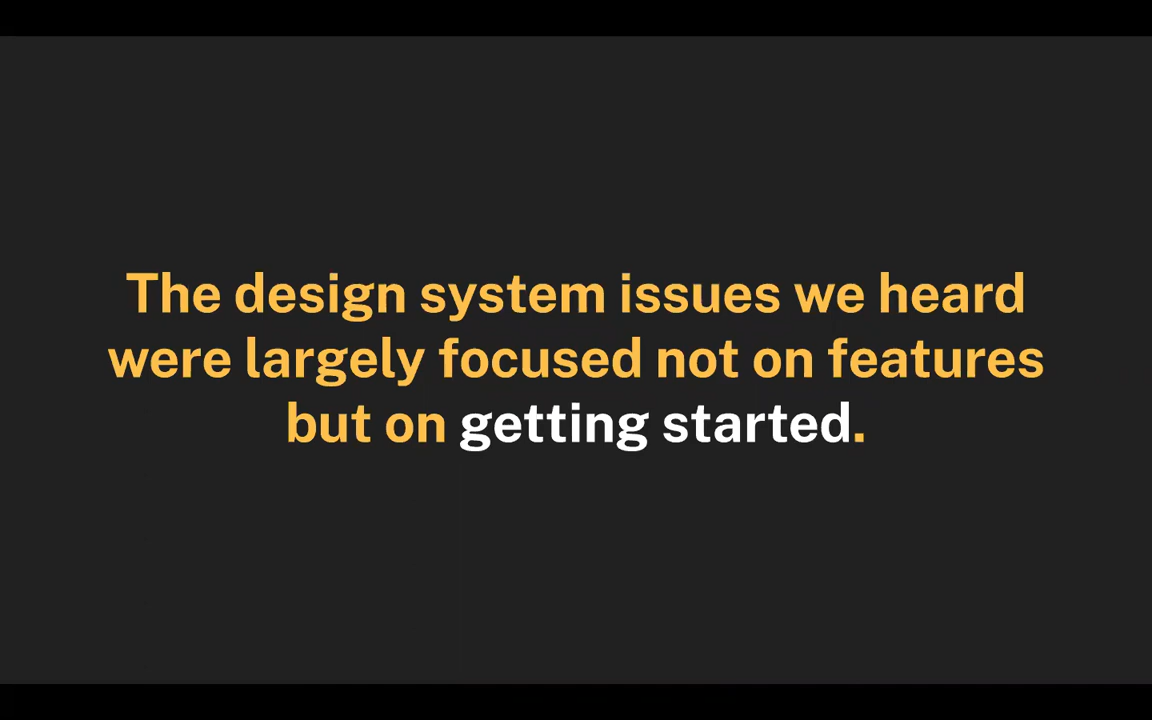 The design system issues we heard
were largely focused not on features
but on getting started.